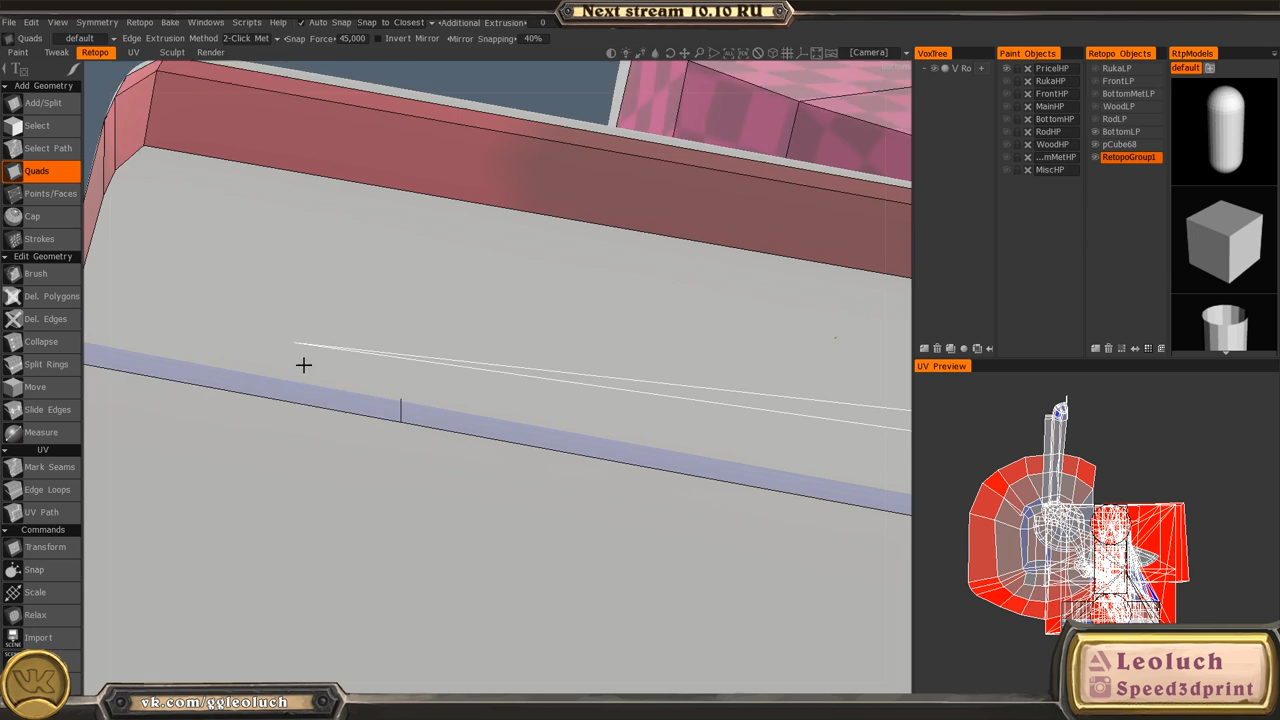 Next stream 10.10 RU
File Edit View Symmetry Retopo Bake Windows Scripts Help Auto Snap Snap to Closest Additional Extrusion 0
Quads default Edge Extrusion Method 2-Click Met Snap Force 45,000 Invert Mirror Mirror Snapping 40%
Paint Tweak Retopo UV Sculpt Render [Camera]
Add Geometry
Add/Split
Select
Select Path
Quads
Points/Faces
Cap
Strokes
Edit Geometry
Brush
Del. Polygons
Del. Edges
Collapse
Split Rings
Move
Slide Edges
Measure
UV
Mark Seams
Edge Loops
UV Path
Commands
Transform
Snap
Scale
Relax
Import
SCENE
VoxTree
V Ro +
Paint Objects
PricelHP
RukaHP
FrontHP
MainHP
BottomHP
RodHP
WoodHP
...mMetHP
MiscHP
Retopo Objects
RukaLP
FrontLP
BottomMetLP
WoodLP
RodLP
BottomLP
pCube68
RetopoGroup1
RtpModels
default
UV Preview
vk.com/ggleoluch
Leoluch
Speed3dprint